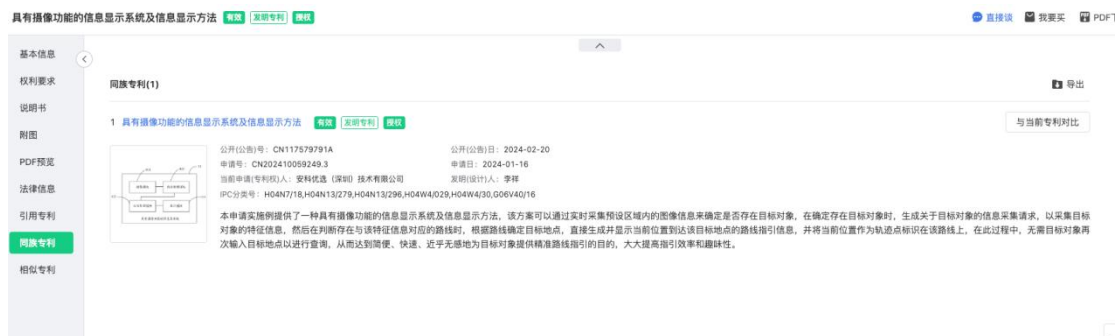 具有摄像功能的信息显示系统及信息显示方法 有效 发明专利 授权
直接谈 我要买 PDF
基本信息
权利要求
说明书
附图
PDF预览
法律信息
引用专利
同族专利
相似专利
同族专利(1)
导出
1 具有摄像功能的信息显示系统及信息显示方法 有效 发明专利 授权
与当前专利对比
公开(公告)号：CN117579791A 公开(公告)日：2024-02-20
申请号：CN202410059249.3 申请日：2024-01-16
当前申请(专利权)人：安科优选（深圳）技术有限公司 发明(设计)人：李祥
IPC分类号：H04N7/18,H04N13/279,H04N13/296,H04W4/029,H04W4/30,G06V40/16
本申请实施例提供了一种具有摄像功能的信息显示系统及信息显示方法，该方案可以通过实时采集预设区域内的图像信息来确定是否存在目标对象，在确定存在目标对象时，生成关于目标对象的信息采集请求，以采集目标
对象的特征信息，然后在判断存在与该特征信息对应的路线时，根据路线确定目标地点，直接生成并显示当前位置到达该目标地点的路线指引信息，并将当前位置作为轨迹点标识在该路线上，在此过程中，无需目标对象再
次输入目标地点以进行查询，从而达到简便、快速、近乎无感地为目标对象提供精准路线指引的目的，大大提高指引效率和趣味性。